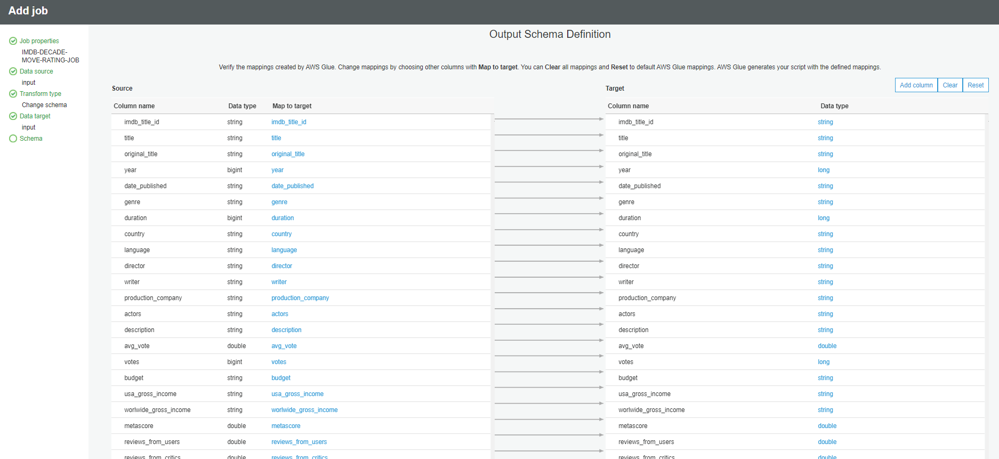 Add job
Job properties
IMDB-DECADE-
MOVE-RATING-JOB
Data source
input
Transform type
Change schema
Data target
input
Schema
Output Schema Definition
Verify the mappings created by AWS Glue. Change mappings by choosing other columns with Map to target. You can Clear all mappings and Reset to default AWS Glue mappings. AWS Glue generates your script with the defined mappings.
Source Target Add column Clear Reset
Column name Data type Map to target Column name Data type
imdb_title_id string imdb_title_id imdb_title_id string
title string title title string
original_title string original_title original_title string
year bigint year year long
date_published string date_published date_published string
genre string genre genre string
duration bigint duration duration long
country string country country string
language string language language string
director string director director string
writer string writer writer string
production_company string production_company production_company string
actors string actors actors string
description string description description string
avg_vote double avg_vote avg_vote double
votes bigint votes votes long
budget string budget budget string
usa_gross_income string usa_gross_income usa_gross_income string
worlwide_gross_income string worlwide_gross_income worlwide_gross_income string
metascore double metascore metascore double
reviews_from_users double reviews_from_users reviews_from_users double
reviews_from_critics double reviews_from_critics reviews_from_critics double